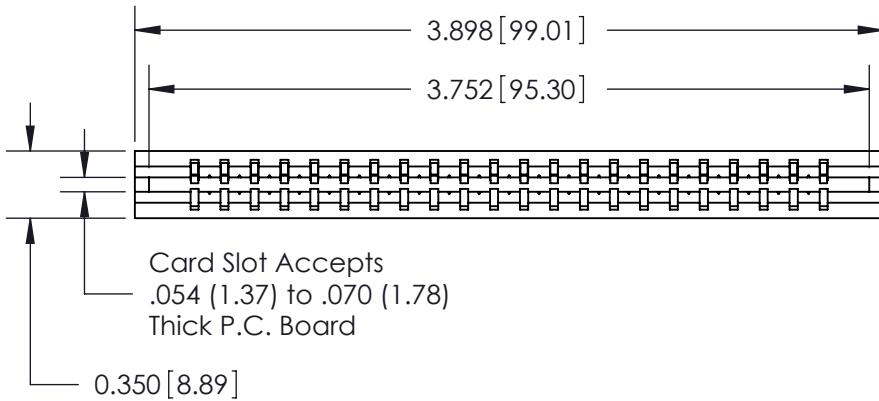 3.898 [99.01]
3.752 [95.30]
Card Slot Accepts
.054 (1.37) to .070 (1.78)
Thick P.C. Board
0.350 [8.89]